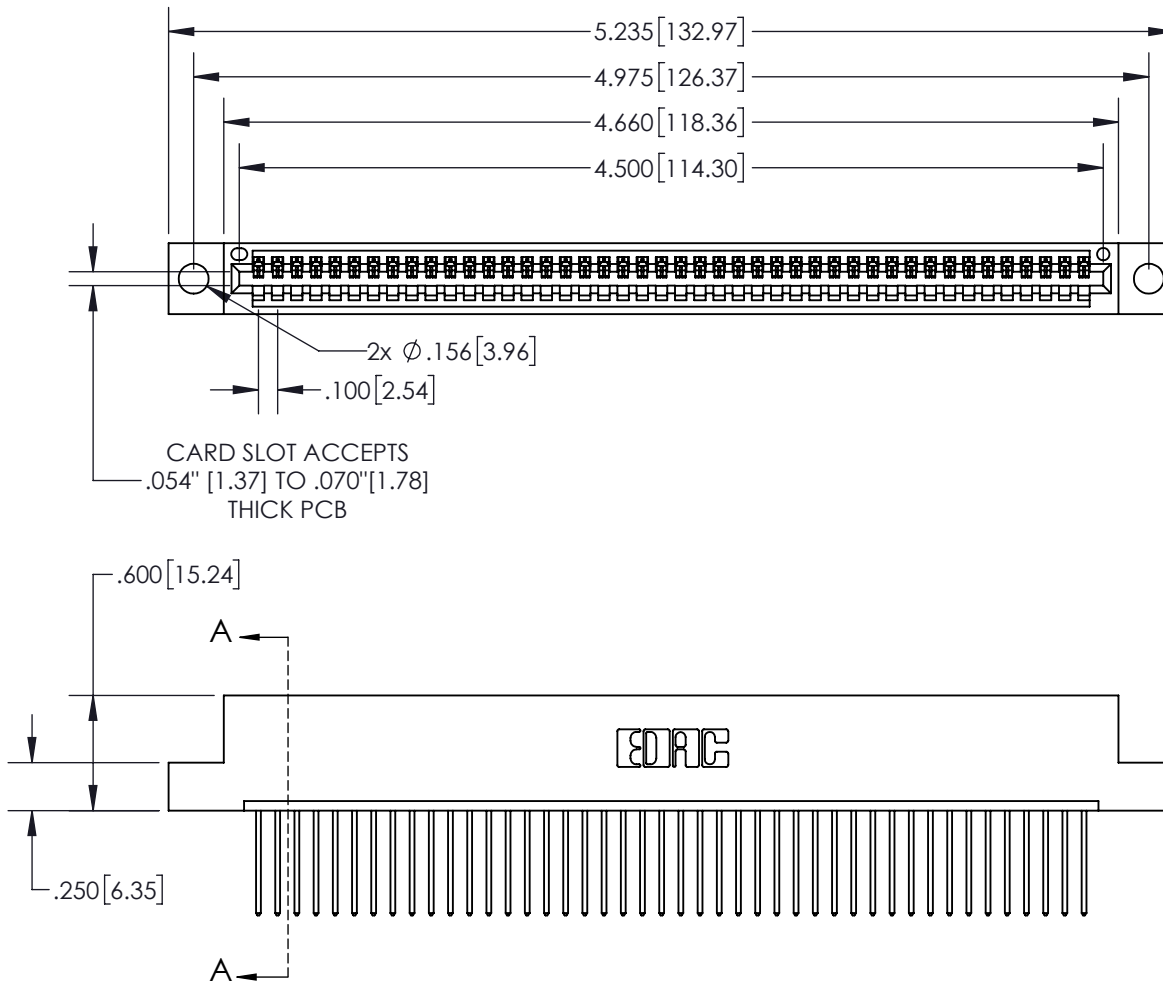 5.235[132.97]
4.975[126.37]
4.660[118.36]
4.500[114.30]
2x Ø.156[3.96]
.100[2.54]
CARD SLOT ACCEPTS
.054" [1.37] TO .070"[1.78]
THICK PCB
.600[15.24]
A
EDAC
.250[6.35]
A